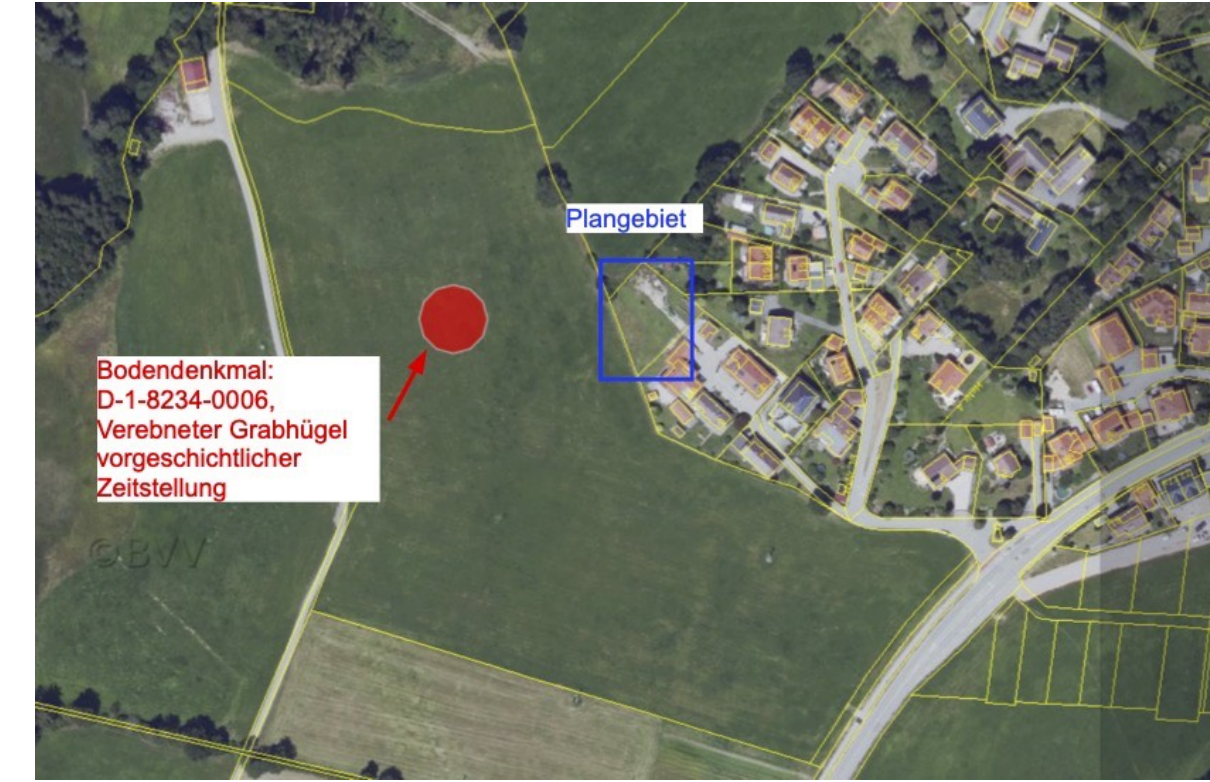 Plangebiet
Bodendenkmal:
D-1-8234-0006,
Verebneter Grabhügel
vorgeschichtlicher
Zeitstellung
©BVV